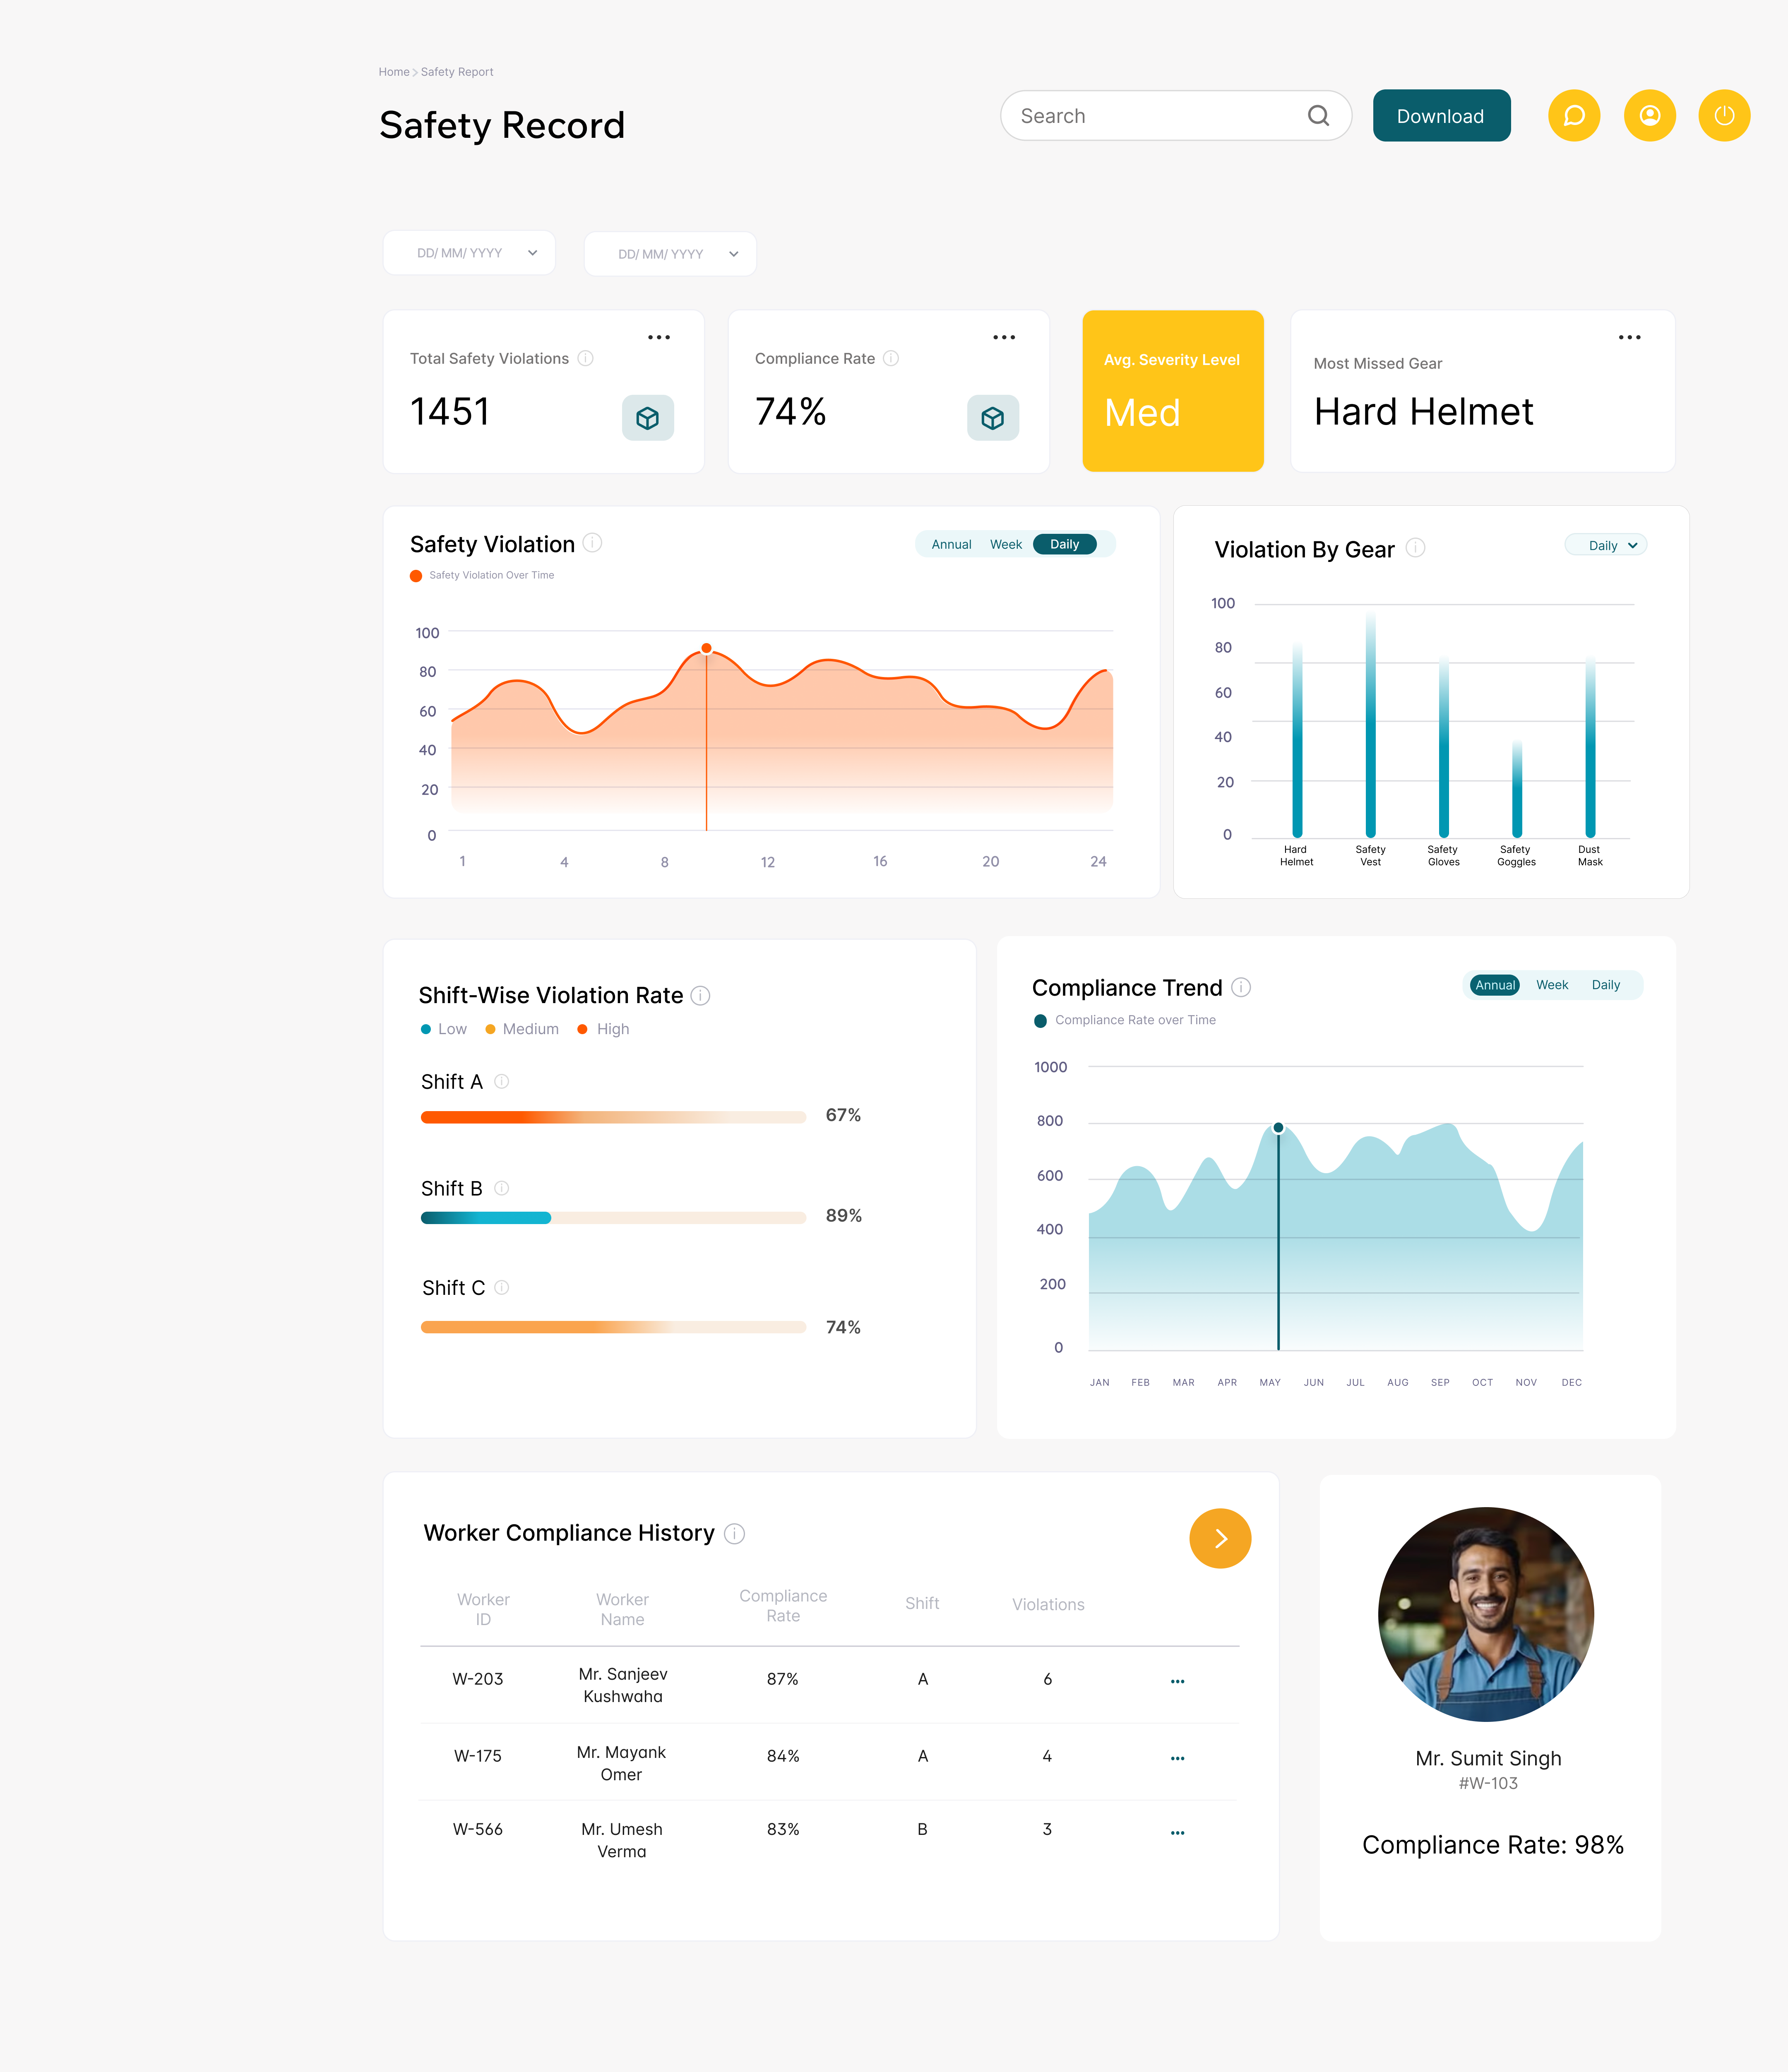 Home > Safety Report
Safety Record
Search
Download
DD/ MM/ YYYY
DD/ MM/ YYYY
Total Safety Violations
1451
Compliance Rate
74%
Avg. Severity Level
Med
Most Missed Gear
Hard Helmet
Safety Violation
Annual Week Daily
Safety Violation Over Time
100
80
60
40
20
0
1 4 8 12 16 20 24
Violation By Gear
Daily
100
80
60
40
20
0
Hard
Helmet
Safety
Vest
Safety
Gloves
Safety
Goggles
Dust
Mask
Shift-Wise Violation Rate
Low Medium High
Shift A
67%
Shift B
89%
Shift C
74%
Compliance Trend
Annual Week Daily
Compliance Rate over Time
1000
800
600
400
200
0
JAN FEB MAR APR MAY JUN JUL AUG SEP OCT NOV DEC
Worker Compliance History
Worker
ID
Worker
Name
Compliance
Rate
Shift
Violations
W-203
Mr. Sanjeev
Kushwaha
87%
A
6
W-175
Mr. Mayank
Omer
84%
A
4
W-566
Mr. Umesh
Verma
83%
B
3
Mr. Sumit Singh
#W-103
Compliance Rate: 98%